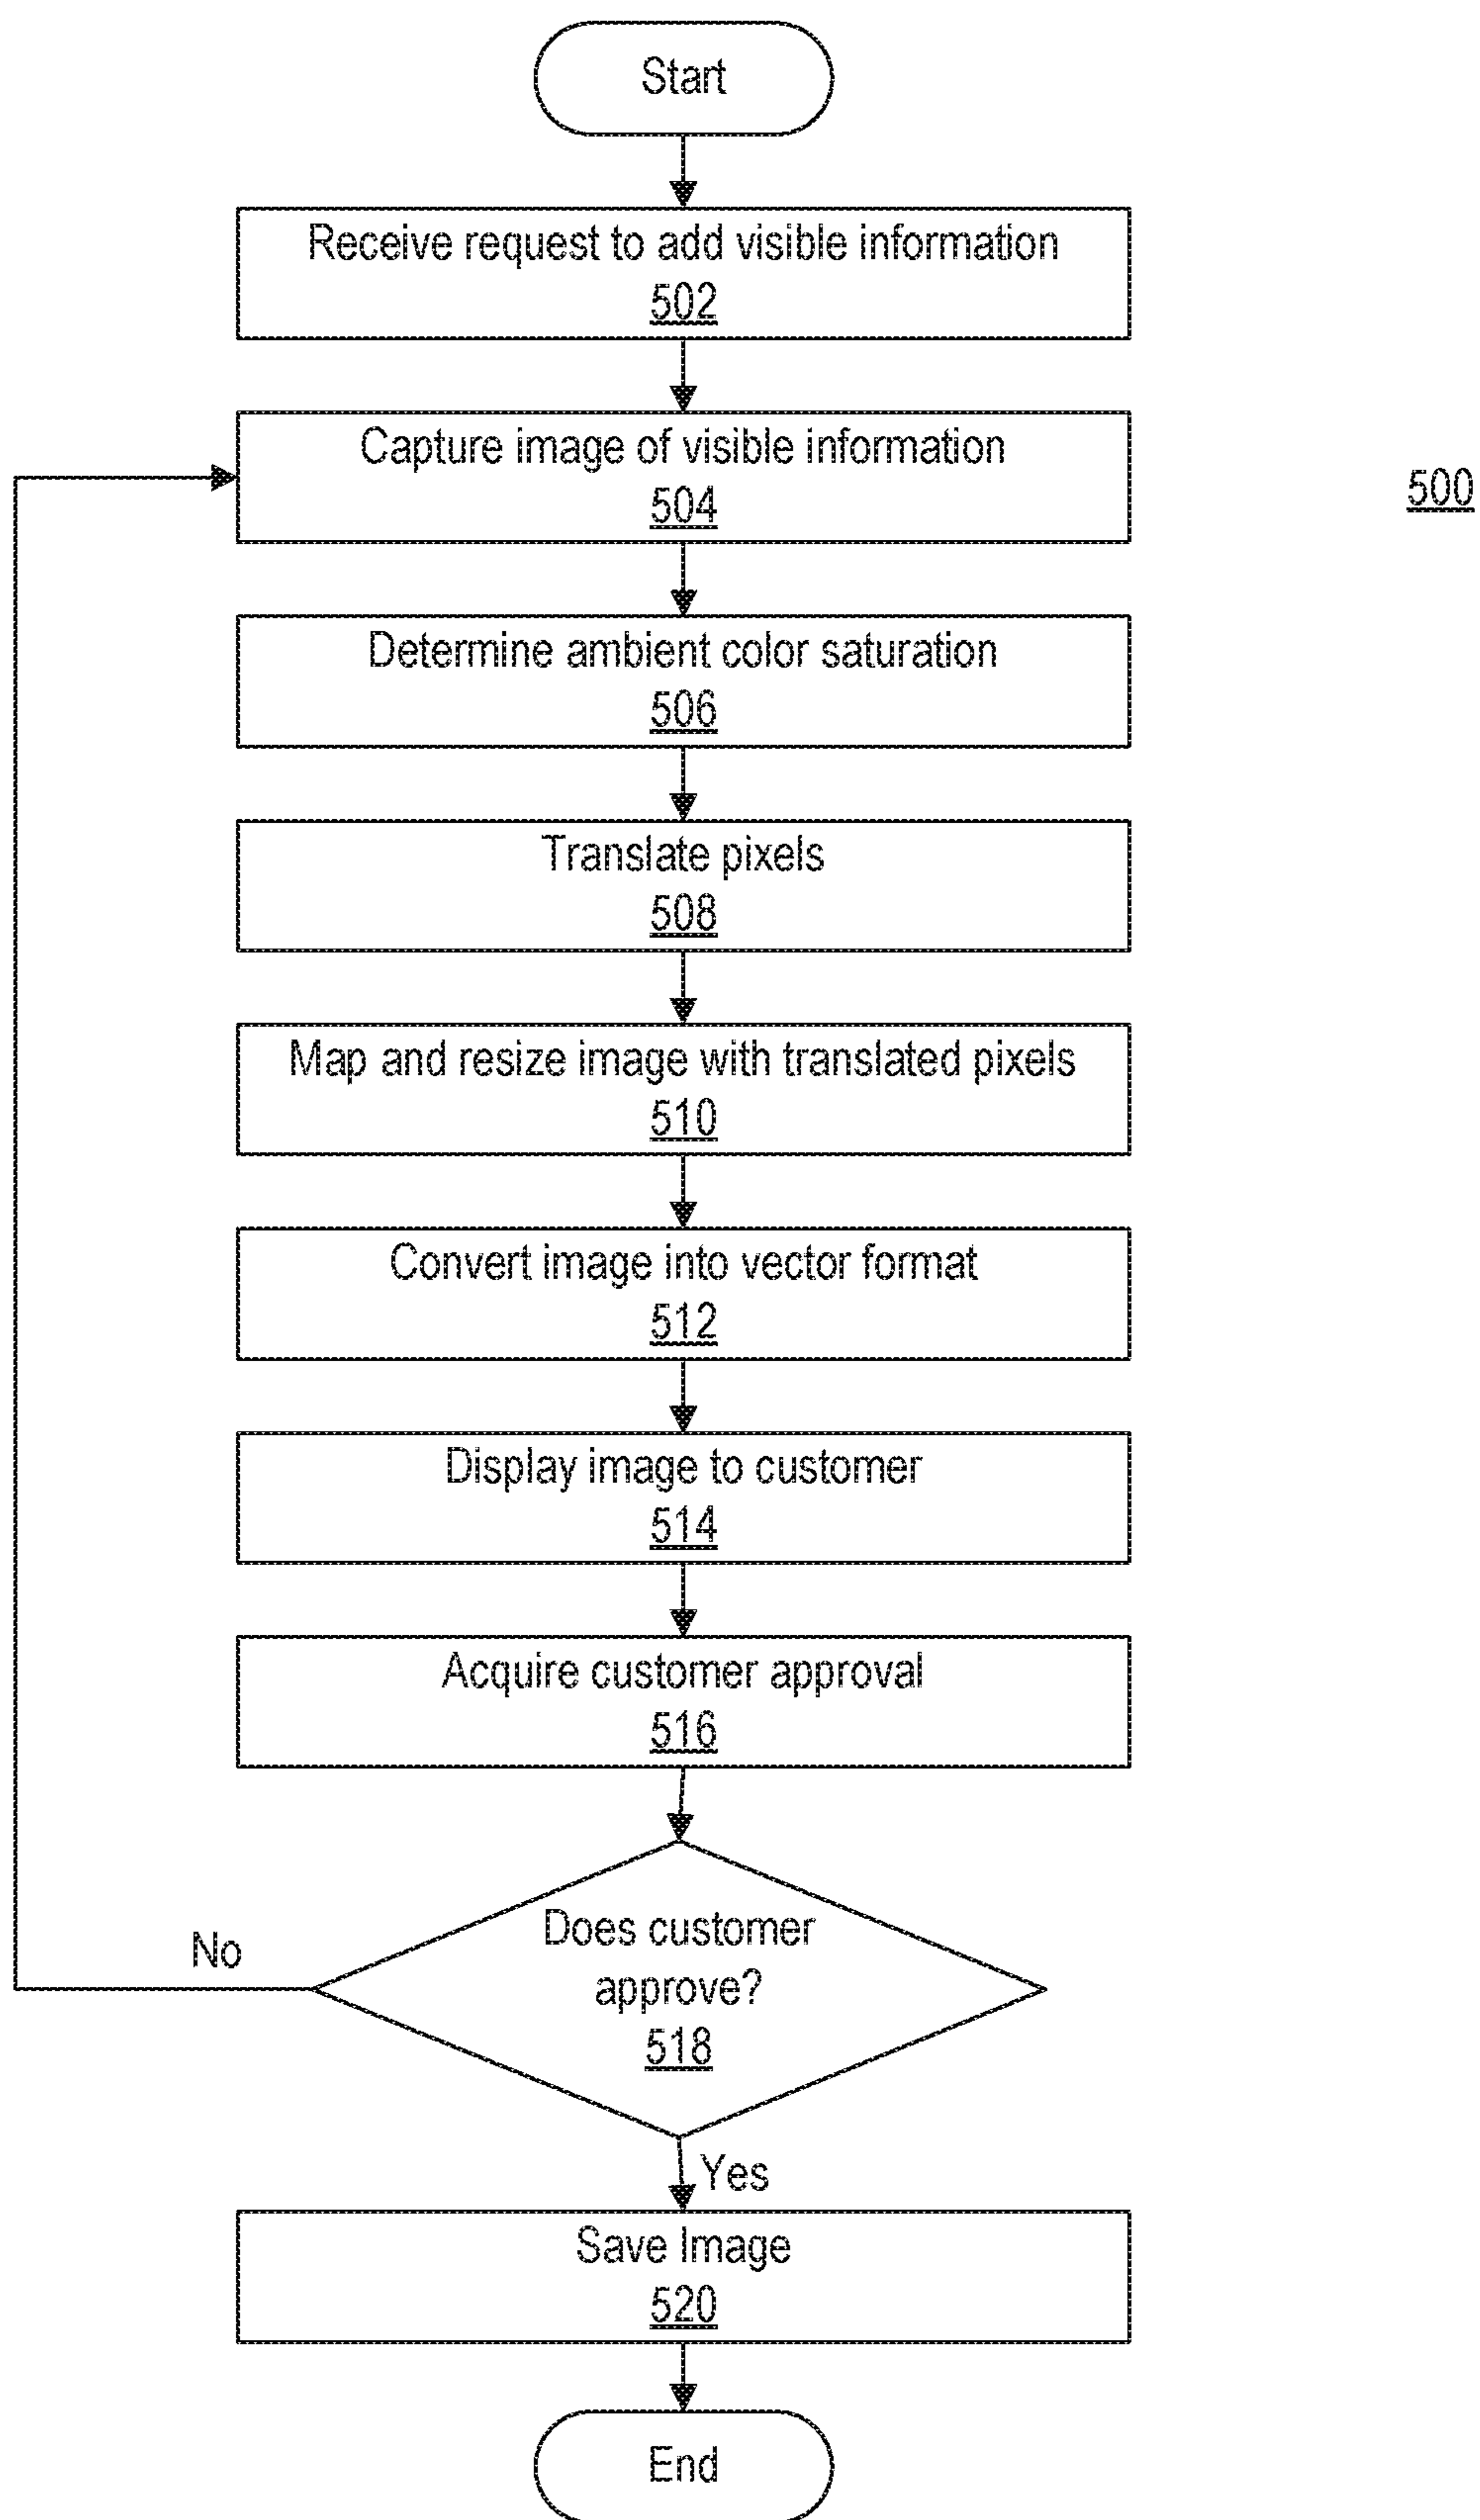 Start
Receive request to add visible information
502
Capture image of visible information
504
500
Determine ambient color saturation
506
Translate pixels
508
Map and resize image with translated pixels
510
Convert image into vector format
512
Display image to customer
514
Acquire customer approval
516
Does customer
approve?
518
No
Yes
Save Image
520
End